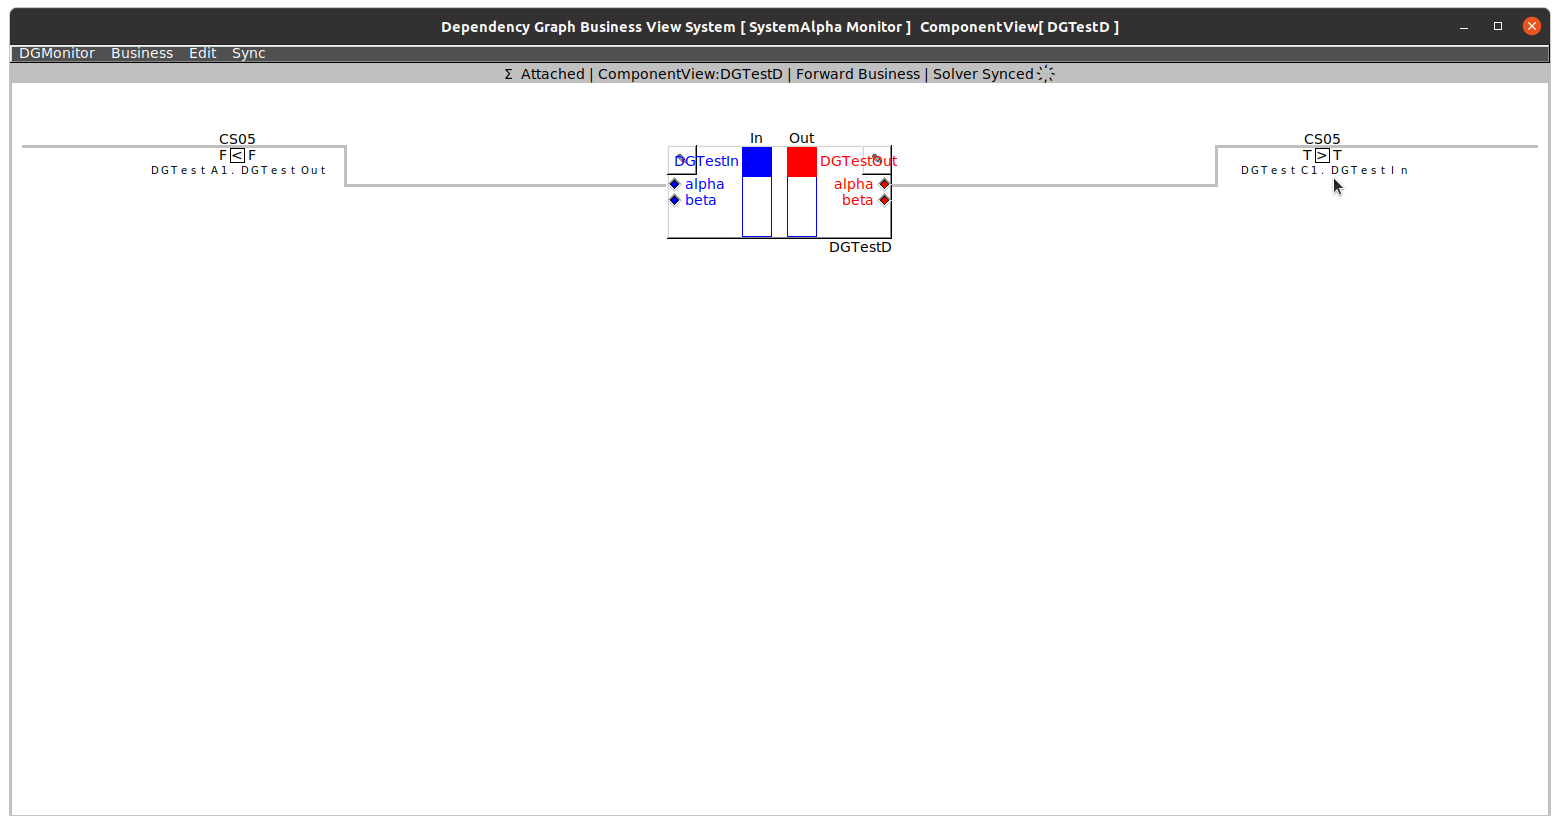 Dependency Graph Business View System [ SystemAlpha Monitor ]  ComponentView[ DGTestD ]
DGMonitor Business Edit Sync
Σ Attached | ComponentView:DGTestD | Forward Business | Solver Synced
CS05
F < F
DGTestA1.DGTestOut
In Out
DGTestIn DGTestOut
alpha alpha
beta beta
DGTestD
CS05
T > T
DGTestC1.DGTestIn